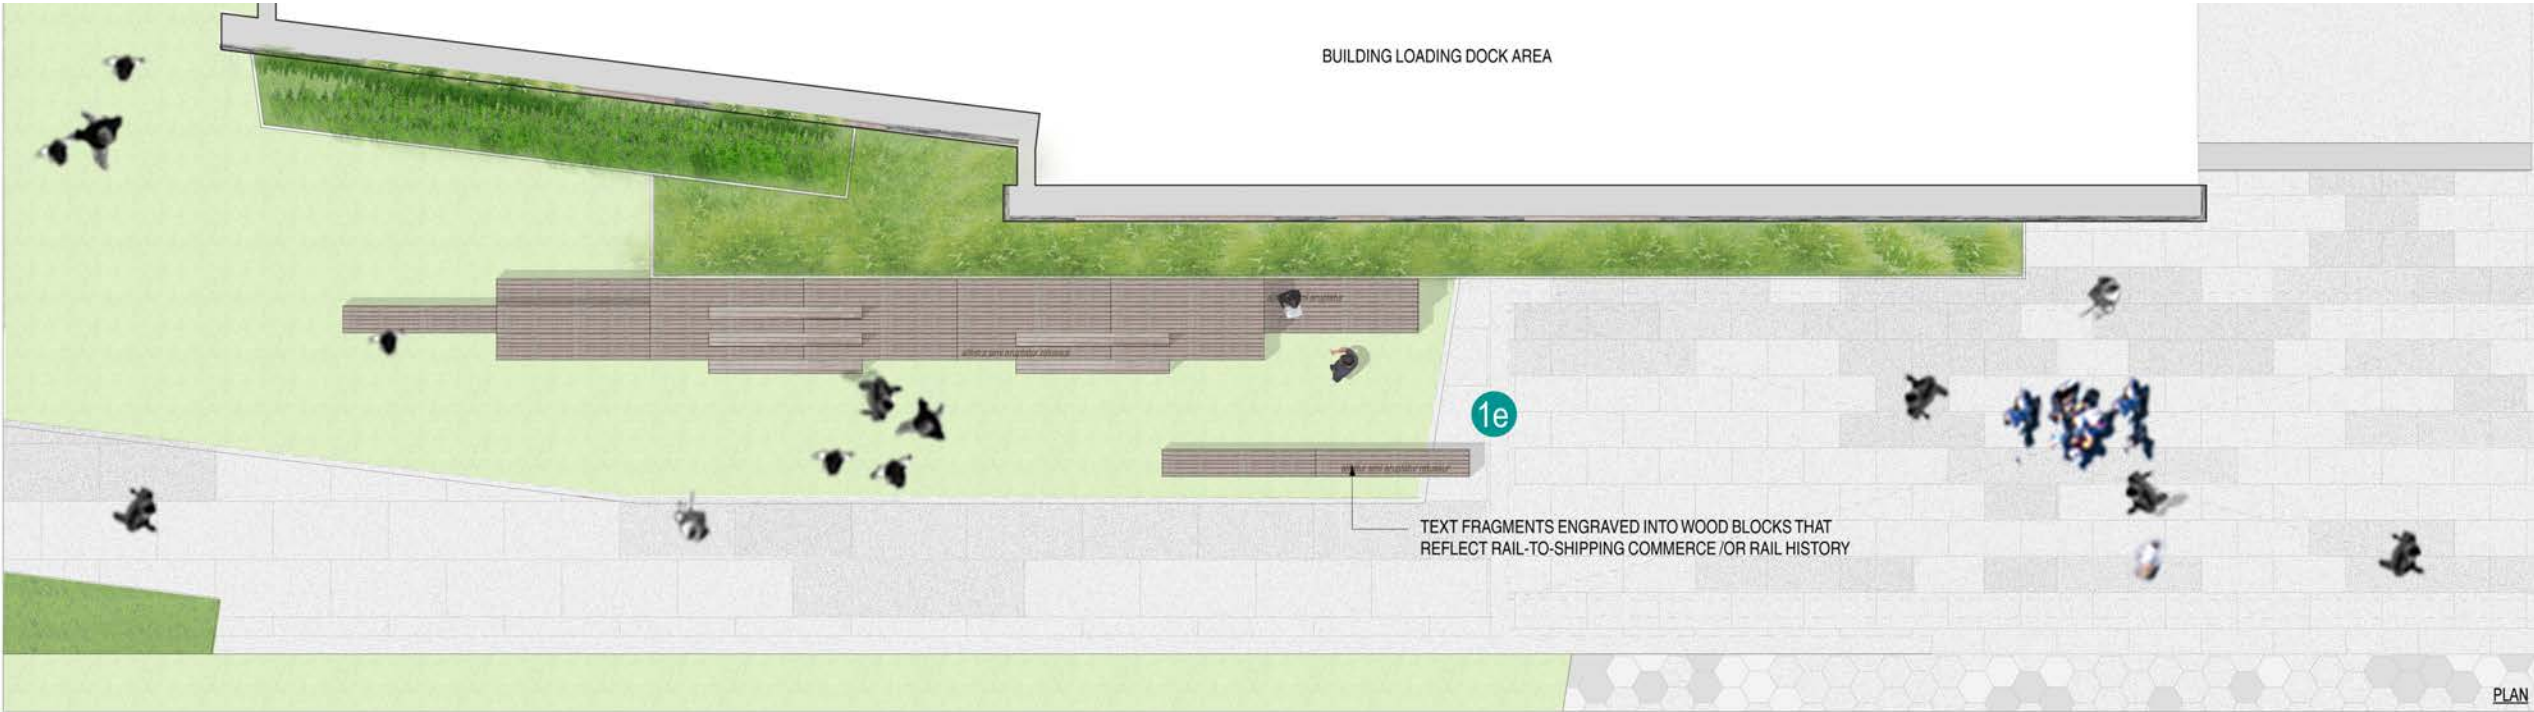 BUILDING LOADING DOCK AREA
1e
TEXT FRAGMENTS ENGRAVED INTO WOOD BLOCKS THAT
REFLECT RAIL-TO-SHIPPING COMMERCE /OR RAIL HISTORY
PLAN